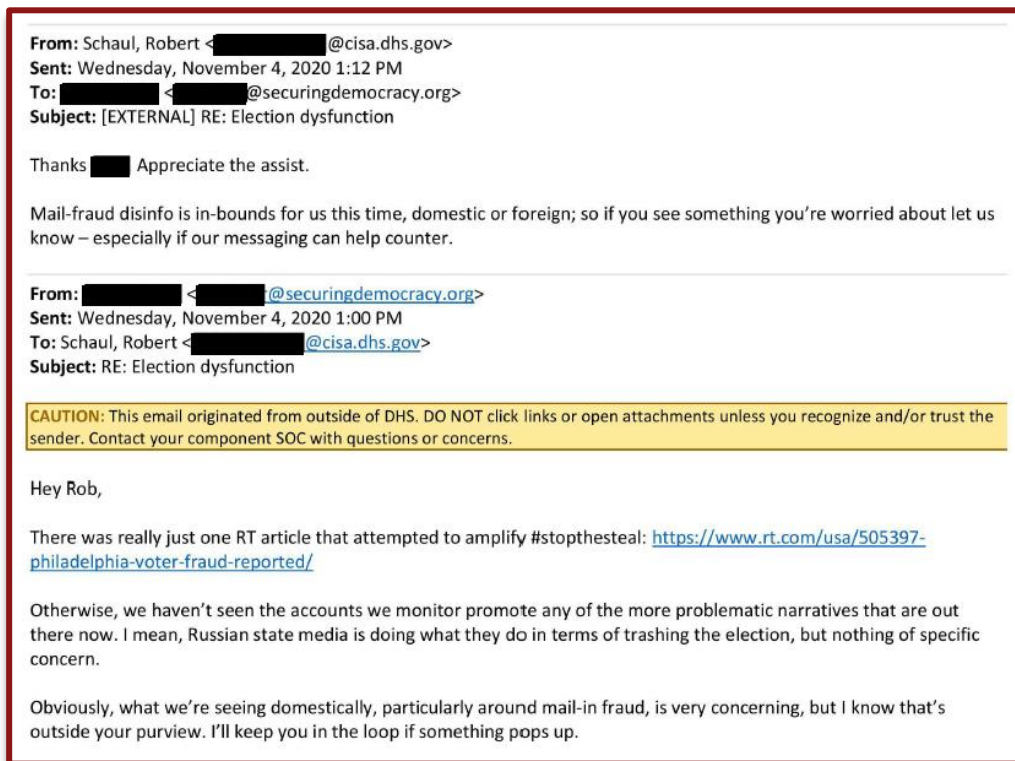 From: Schaul, Robert < @cisa.dhs.gov>
Sent: Wednesday, November 4, 2020 1:12 PM
To: < @securingdemocracy.org>
Subject: [EXTERNAL] RE: Election dysfunction
Thanks Appreciate the assist.
Mail-fraud disinfo is in-bounds for us this time, domestic or foreign; so if you see something you're worried about let us
know – especially if our messaging can help counter.
From: < @securingdemocracy.org>
Sent: Wednesday, November 4, 2020 1:00 PM
To: Schaul, Robert < @cisa.dhs.gov>
Subject: RE: Election dysfunction
CAUTION: This email originated from outside of DHS. DO NOT click links or open attachments unless you recognize and/or trust the
sender. Contact your component SOC with questions or concerns.
Hey Rob,
There was really just one RT article that attempted to amplify #stopthesteal: https://www.rt.com/usa/505397-
philadelphia-voter-fraud-reported/
Otherwise, we haven't seen the accounts we monitor promote any of the more problematic narratives that are out
there now. I mean, Russian state media is doing what they do in terms of trashing the election, but nothing of specific
concern.
Obviously, what we're seeing domestically, particularly around mail-in fraud, is very concerning, but I know that's
outside your purview. I'll keep you in the loop if something pops up.